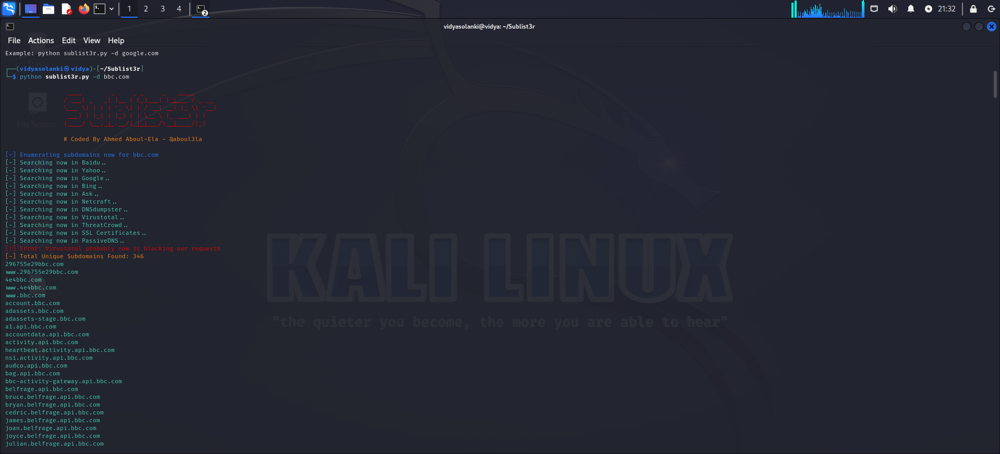 1 2 3 4 2 21:32
vidyasolanki@vidya: ~/Sublist3r
File Actions Edit View Help
Example: python sublist3r.py -d google.com
Trash
┌──(vidyasolanki㉿vidya)-[~/Sublist3r]
└─$ python sublist3r.py -d bbc.com
Sublist3r
File System
# Coded By Ahmed Aboul-Ela - @aboul3la
[-] Enumerating subdomains now for bbc.com
[-] Searching now in Baidu..
[-] Searching now in Yahoo..
[-] Searching now in Google..
[-] Searching now in Bing..
[-] Searching now in Ask..
[-] Searching now in Netcraft..
[-] Searching now in DNSdumpster..
[-] Searching now in Virustotal..
[-] Searching now in ThreatCrowd..
[-] Searching now in SSL Certificates..
[-] Searching now in PassiveDNS..
[!] Error: Virustotal probably now is blocking our requests
[-] Total Unique Subdomains Found: 346
296755e29bbc.com
www.296755e29bbc.com
4e4bbc.com
www.4e4bbc.com
www.bbc.com
account.bbc.com
adassets.bbc.com
adassets-stage.bbc.com
a1.api.bbc.com
accountdata.api.bbc.com
activity.api.bbc.com
heartbeat.activity.api.bbc.com
nsi.activity.api.bbc.com
audco.api.bbc.com
bag.api.bbc.com
bbc-activity-gateway.api.bbc.com
belfrage.api.bbc.com
bruce.belfrage.api.bbc.com
bryan.belfrage.api.bbc.com
cedric.belfrage.api.bbc.com
james.belfrage.api.bbc.com
joan.belfrage.api.bbc.com
joyce.belfrage.api.bbc.com
julian.belfrage.api.bbc.com
KALI LINUX
"the quieter you become, the more you are able to hear"